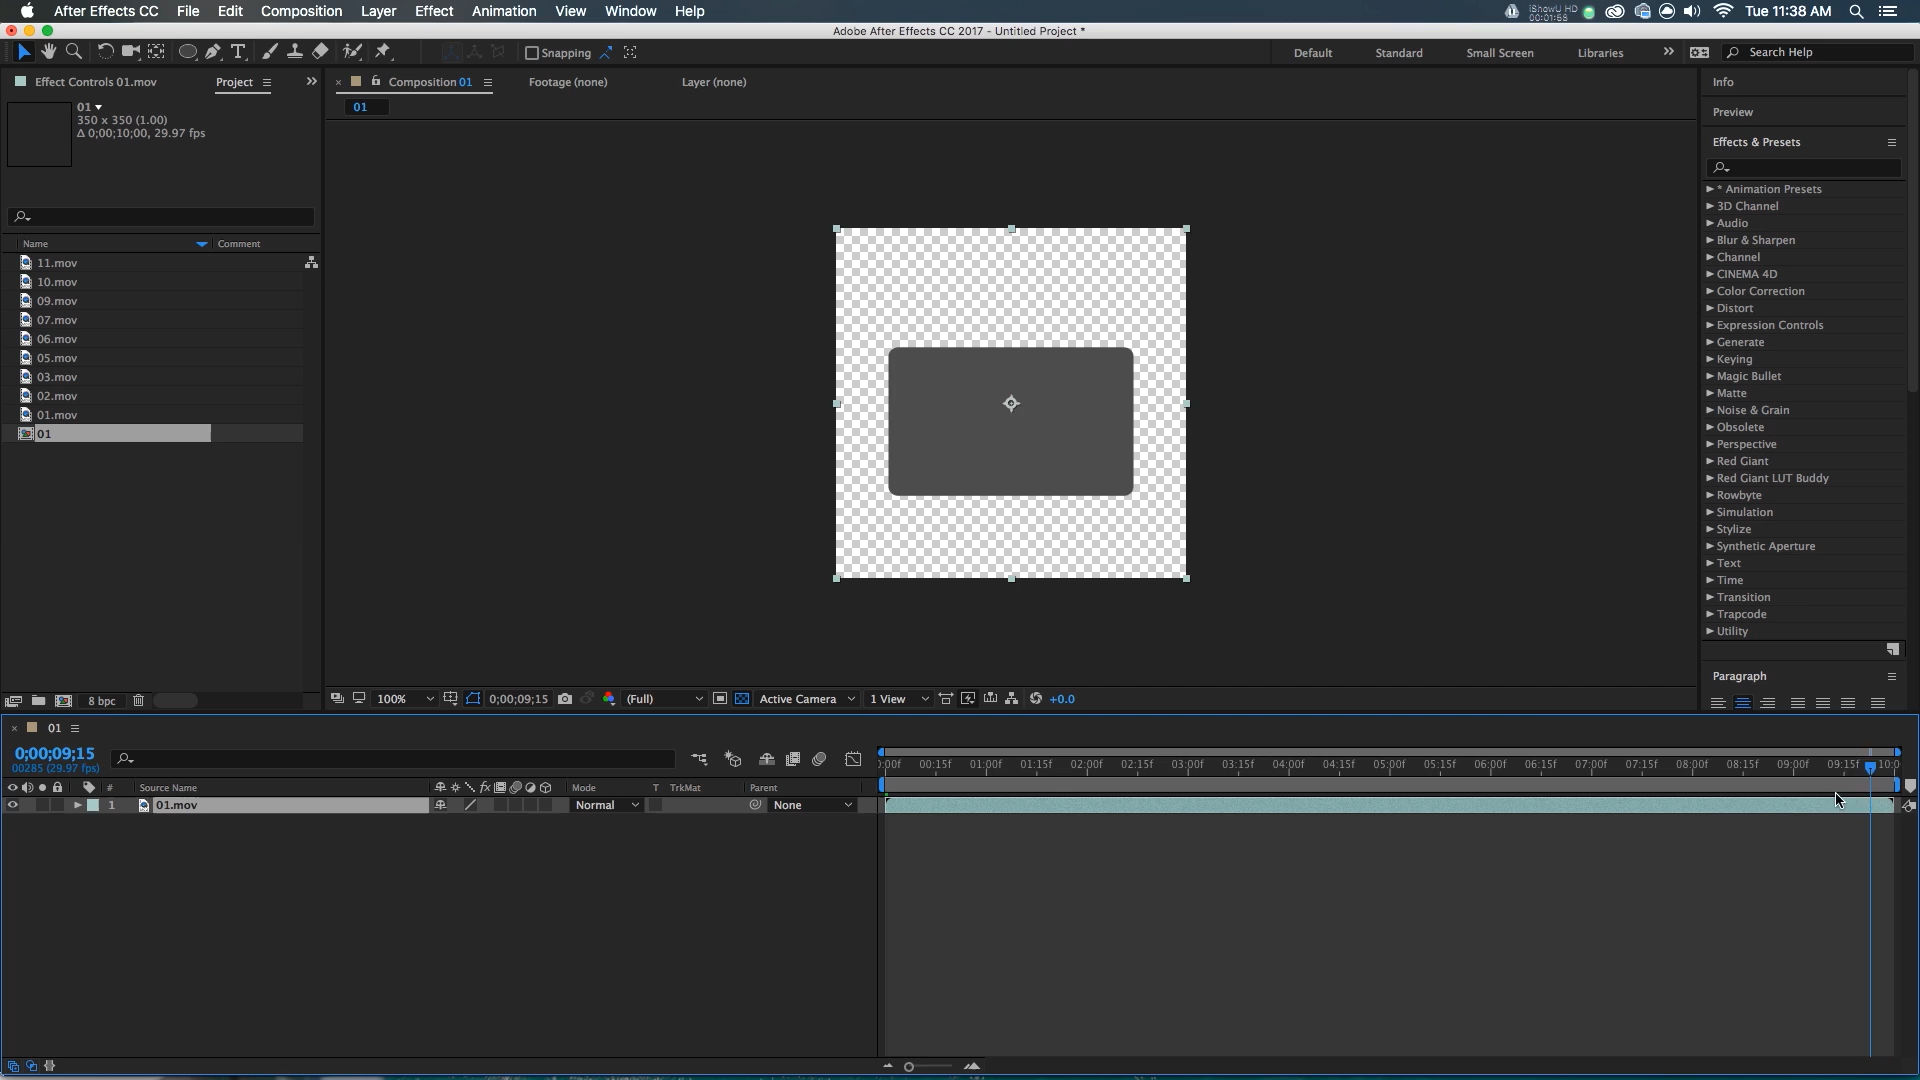 After Effects CC File Edit Composition Layer Effect Animation View Window Help
iShowU HD
00:01:58
Tue 11:38 AM
Adobe After Effects CC 2017 - Untitled Project *
T Snapping Default Standard Small Screen Libraries » Search Help
Effect Controls 01.mov Project »
Composition 01 Footage (none) Layer (none)
01
01
350 x 350 (1.00)
Δ 0;00;10;00, 29.97 fps
Name Comment
11.mov
10.mov
09.mov
07.mov
06.mov
05.mov
03.mov
02.mov
01.mov
01
8 bpc
100% 0;00;09;15 (Full) Active Camera 1 View +0.0
Info
Preview
Effects & Presets
* Animation Presets
3D Channel
Audio
Blur & Sharpen
Channel
CINEMA 4D
Color Correction
Distort
Expression Controls
Generate
Keying
Magic Bullet
Matte
Noise & Grain
Obsolete
Perspective
Red Giant
Red Giant LUT Buddy
Rowbyte
Simulation
Stylize
Synthetic Aperture
Text
Time
Transition
Trapcode
Utility
Paragraph
01
0;00;09;15
00285 (29.97 fps)
):00f 00:15f 01:00f 01:15f 02:00f 02:15f 03:00f 03:15f 04:00f 04:15f 05:00f 05:15f 06:00f 06:15f 07:00f 07:15f 08:00f 08:15f 09:00f 09:15f 10:0
# Source Name fx Mode T TrkMat Parent
1 01.mov Normal None